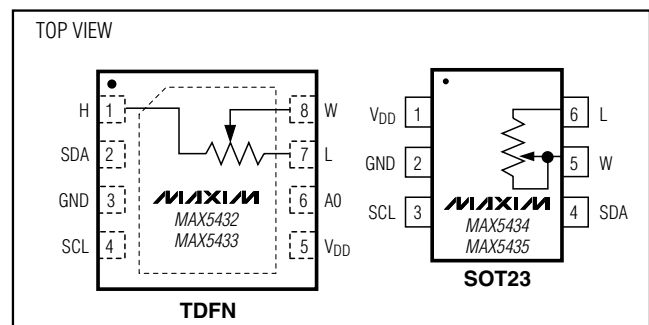 TOP VIEW
H 1
8 W
SDA 2
7 L
GND 3
6 A0
SCL 4
5 VDD
MAXIM
MAX5432
MAX5433
TDFN
VDD 1
6 L
GND 2
5 W
SCL 3
4 SDA
MAXIM
MAX5434
MAX5435
SOT23